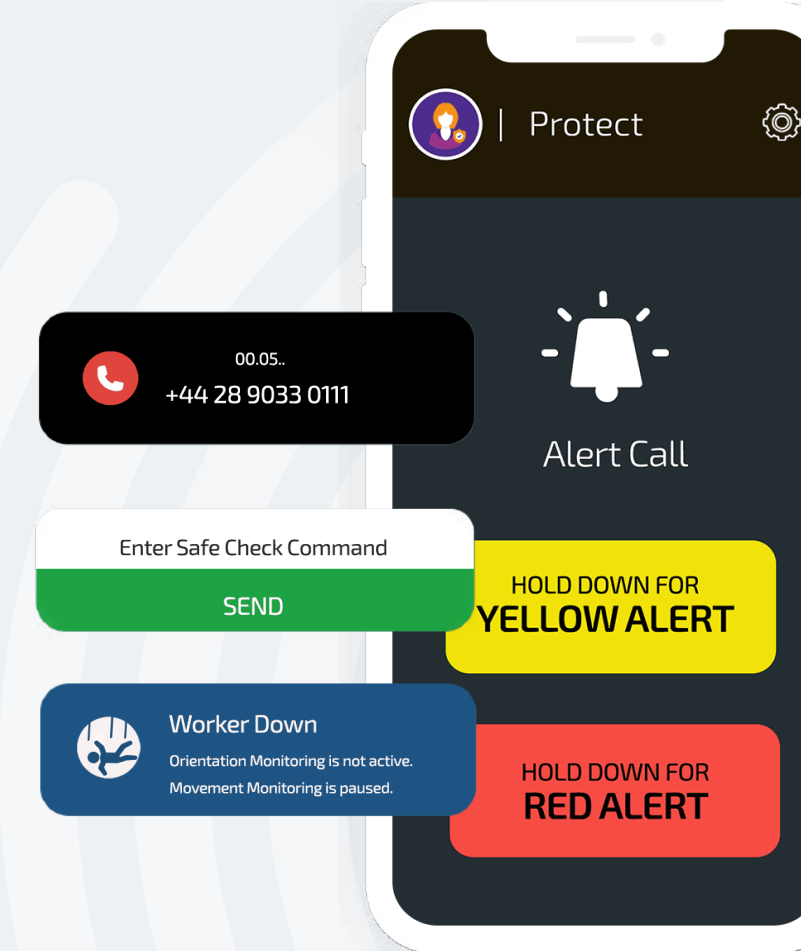 Protect
00.05..
+44 28 9033 0111
Alert Call
Enter Safe Check Command
SEND
HOLD DOWN FOR
YELLOW ALERT
Worker Down
Orientation Monitoring is not active.
Movement Monitoring is paused.
HOLD DOWN FOR
RED ALERT